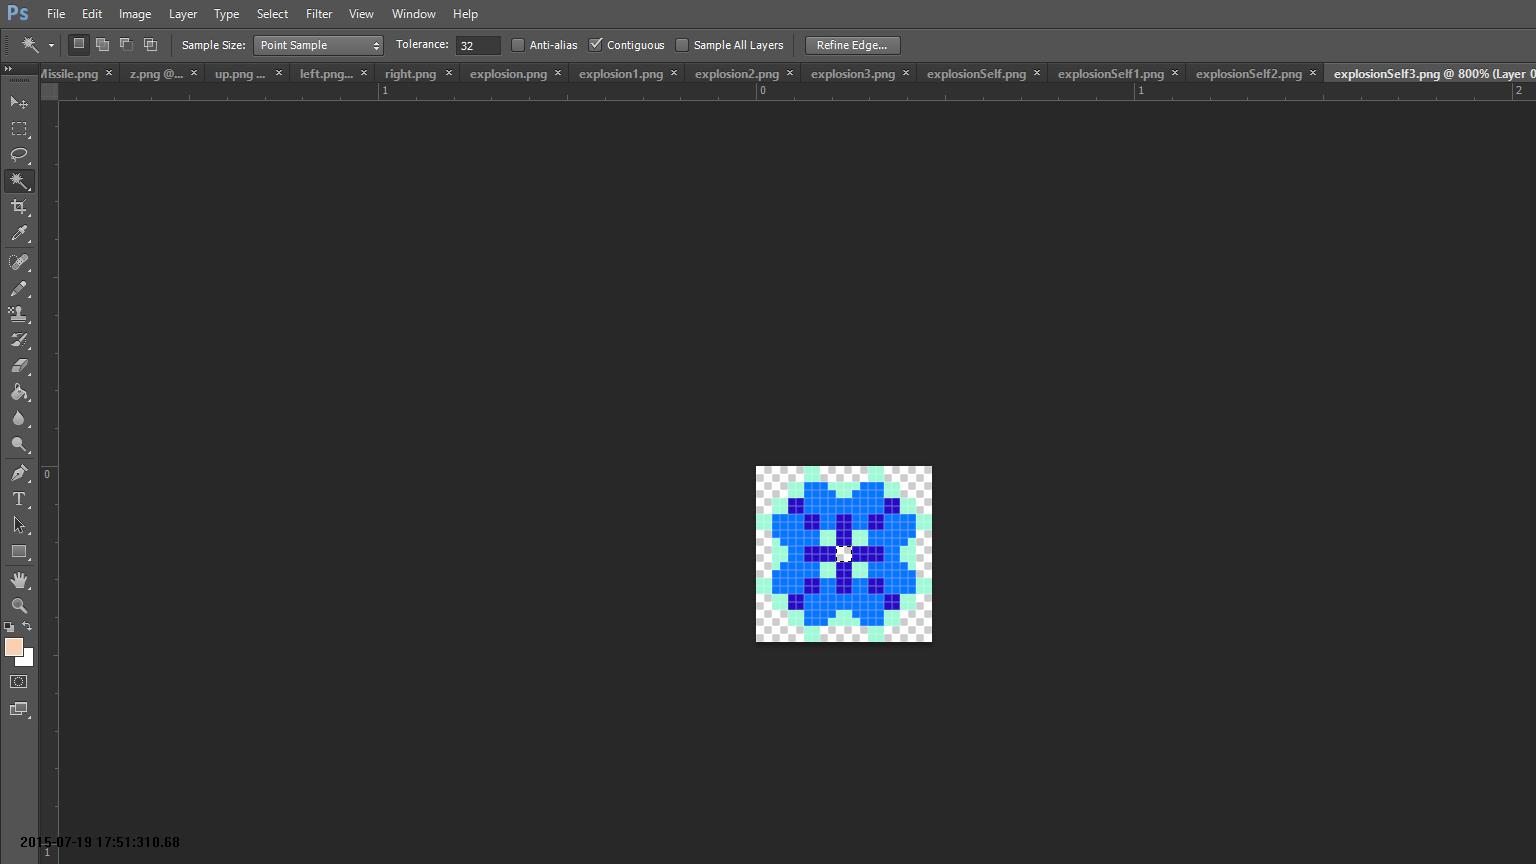 Ps File Edit Image Layer Type Select Filter View Window Help
Sample Size: Point Sample Tolerance: 32 Anti-alias Contiguous Sample All Layers Refine Edge...
Missile.png × z.png @... × up.png ... × left.png... × right.png × explosion.png × explosion1.png × explosion2.png × explosion3.png × explosionSelf.png × explosionSelf1.png × explosionSelf2.png × explosionSelf3.png @ 800% (Layer 0
1 0 1 2
0
T
2015-07-19 17:51:310.68
1